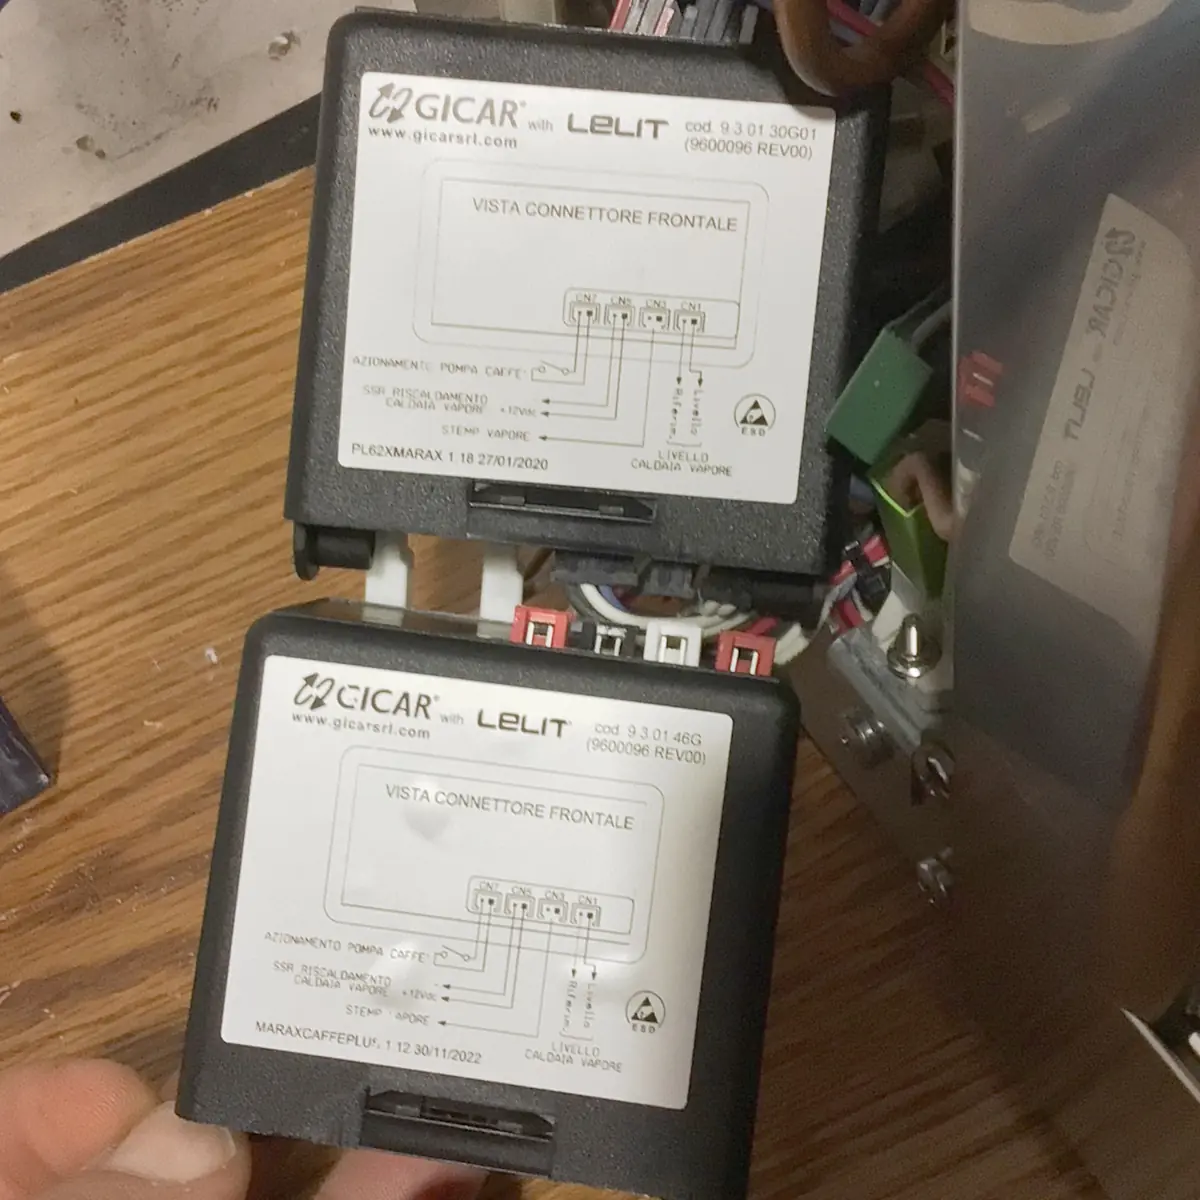 GICAR® with LELIT cod. 9.3.01.30G01
www.gicarsrl.com (9600096 REV00)
VISTA CONNETTORE FRONTALE
CN7 CN5 CN3 CN1
AZIONAMENTO POMPA CAFFE'
SSR RISCALDAMENTO
CALDAIA VAPORE +12Vdc
STEMP VAPORE
Riferim. Livello
LIVELLO
CALDAIA VAPORE
ESD
PL62XMARAX 1.18 27/01/2020
GICAR® with LELIT cod. 9.3.01.46G
www.gicarsrl.com (9600096 REV00)
VISTA CONNETTORE FRONTALE
CN7 CN5 CN3 CN1
AZIONAMENTO POMPA CAFFE'
SSR RISCALDAMENTO -
CALDAIA VAPORE +12Vdc
STEMP VAPORE
Riferim. Livello
LIVELLO
CALDAIA VAPORE
ESD
MARAXCAFFEPLUS 1.12 30/11/2022